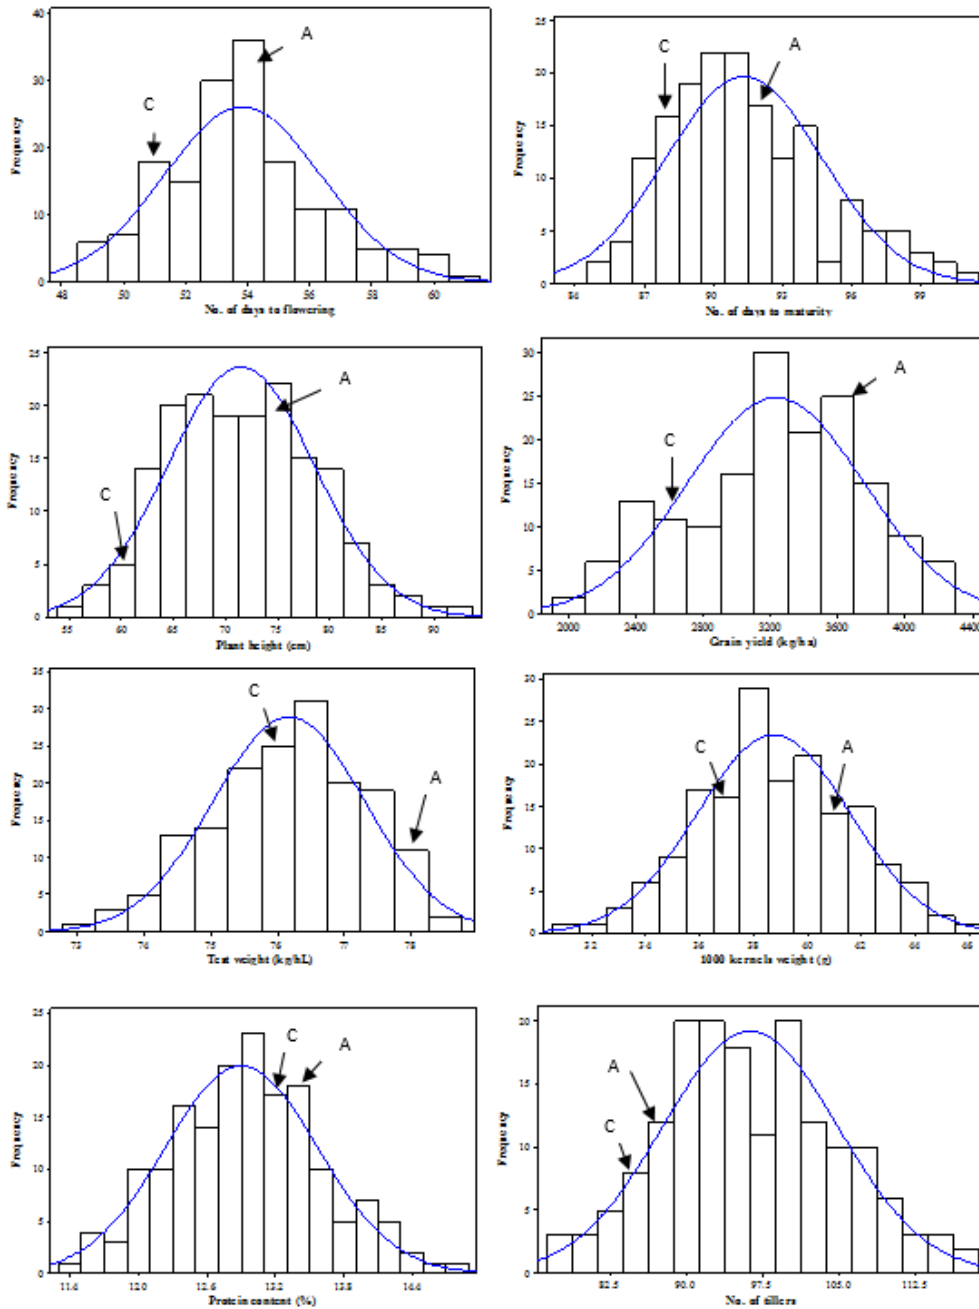 40
30
20
10
0
Frequency
C
A
48 50 52 54 56 58 60
No. of days to flowering
25
20
15
10
5
0
Frequency
C
A
84 87 90 93 96 99
No. of days to maturity
25
20
15
10
5
0
Frequency
C
A
55 60 65 70 75 80 85 90
Plant height (cm)
30
25
20
15
10
5
0
Frequency
C
A
2000 2400 2800 3200 3600 4000 4400
Grain yield (kg/ha)
35
30
25
20
15
10
5
0
Frequency
C
A
73 74 75 76 77 78
Test weight (kg/hL)
30
25
20
15
10
5
0
Frequency
C
A
32 34 36 38 40 42 44 46
1000 kernels weight (g)
25
20
15
10
5
0
Frequency
C
A
11.4 12.0 12.6 13.2 13.8 14.4
Protein content (%)
20
15
10
5
0
Frequency
A
C
82.5 90.0 97.5 105.0 112.5
No. of tillers